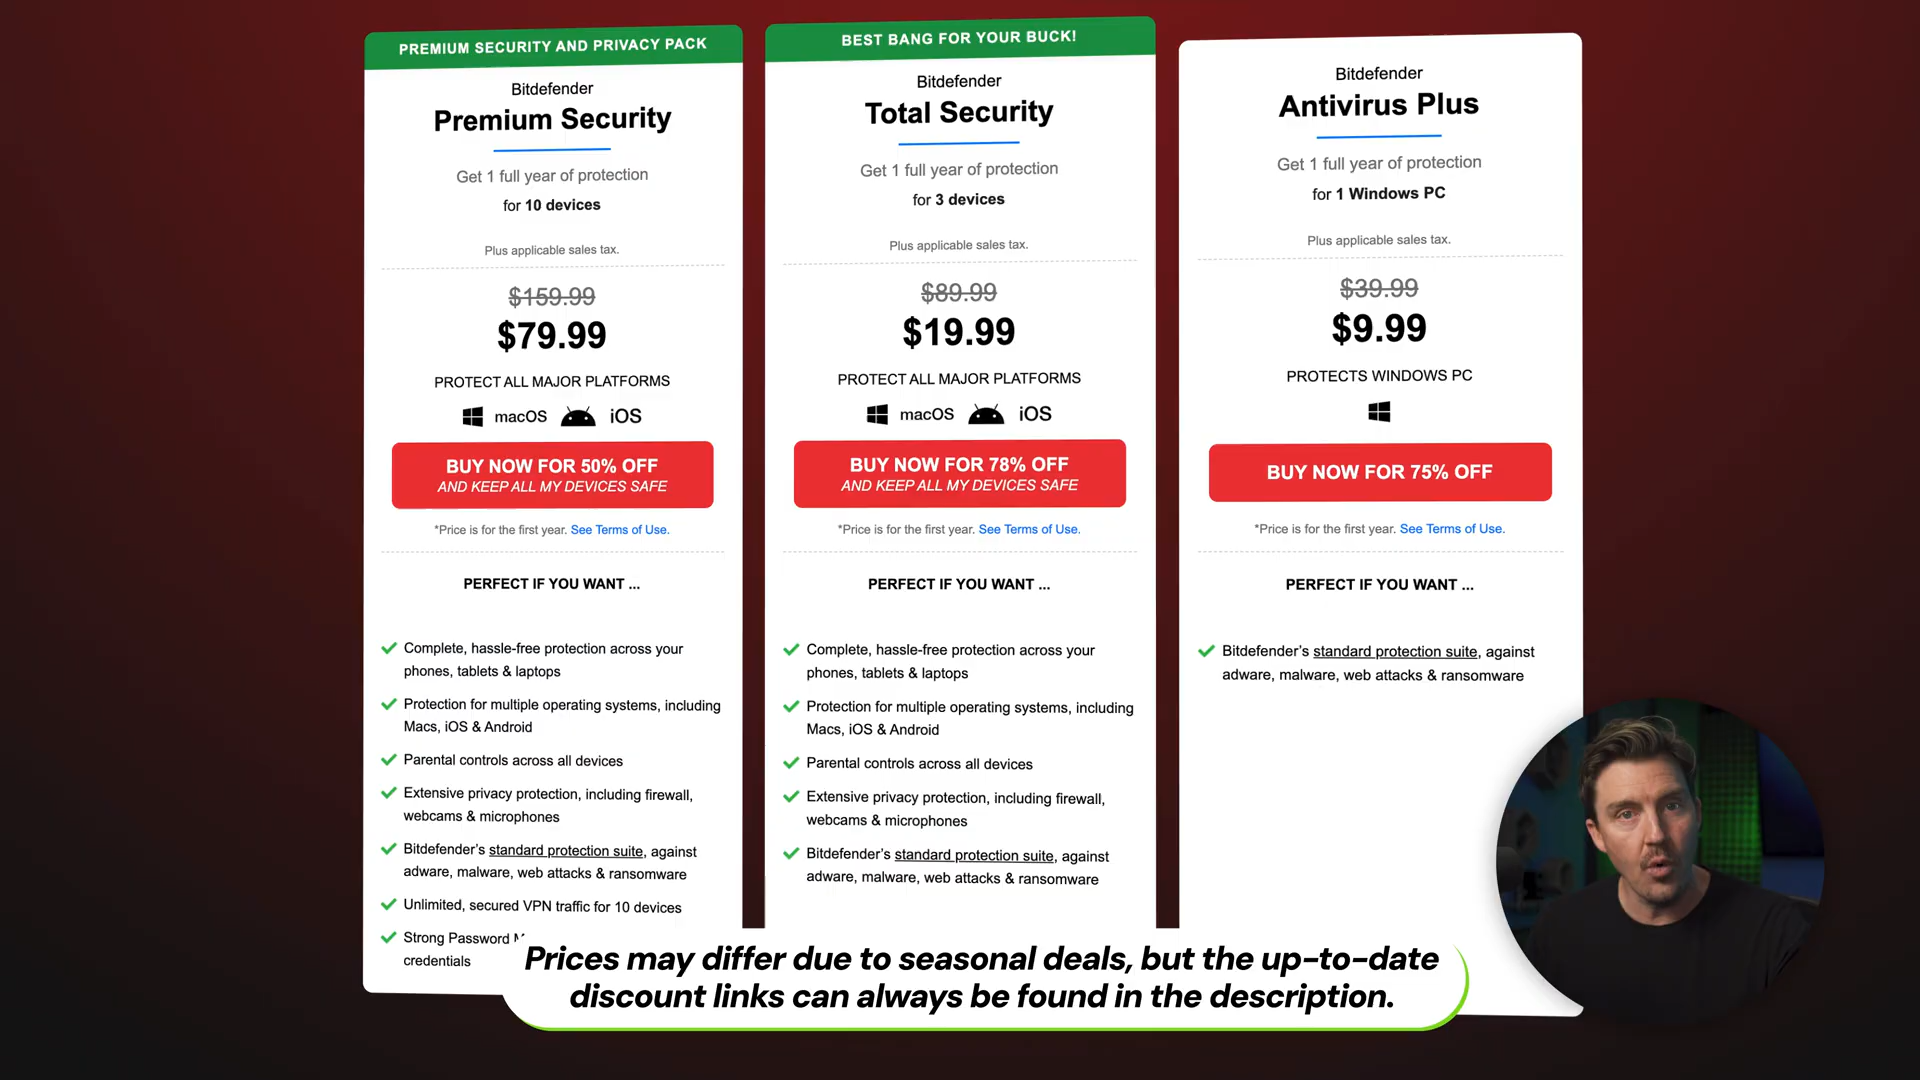 PREMIUM SECURITY AND PRIVACY PACK
Bitdefender
Premium Security
Get 1 full year of protection
for 10 devices
Plus applicable sales tax.
$159.99
$79.99
PROTECT ALL MAJOR PLATFORMS
macOS iOS
BUY NOW FOR 50% OFF
AND KEEP ALL MY DEVICES SAFE
*Price is for the first year. See Terms of Use.
PERFECT IF YOU WANT ...
Complete, hassle-free protection across your
phones, tablets & laptops
Protection for multiple operating systems, including
Macs, iOS & Android
Parental controls across all devices
Extensive privacy protection, including firewall,
webcams & microphones
Bitdefender's standard protection suite, against
adware, malware, web attacks & ransomware
Unlimited, secured VPN traffic for 10 devices
Strong Password
credentials
BEST BANG FOR YOUR BUCK!
Bitdefender
Total Security
Get 1 full year of protection
for 3 devices
Plus applicable sales tax.
$89.99
$19.99
PROTECT ALL MAJOR PLATFORMS
macOS iOS
BUY NOW FOR 78% OFF
AND KEEP ALL MY DEVICES SAFE
*Price is for the first year. See Terms of Use.
PERFECT IF YOU WANT ...
Complete, hassle-free protection across your
phones, tablets & laptops
Protection for multiple operating systems, including
Macs, iOS & Android
Parental controls across all devices
Extensive privacy protection, including firewall,
webcams & microphones
Bitdefender's standard protection suite, against
adware, malware, web attacks & ransomware
Bitdefender
Antivirus Plus
Get 1 full year of protection
for 1 Windows PC
Plus applicable sales tax.
$39.99
$9.99
PROTECTS WINDOWS PC
BUY NOW FOR 75% OFF
*Price is for the first year. See Terms of Use.
PERFECT IF YOU WANT ...
Bitdefender's standard protection suite, against
adware, malware, web attacks & ransomware
Prices may differ due to seasonal deals, but the up-to-date
discount links can always be found in the description.